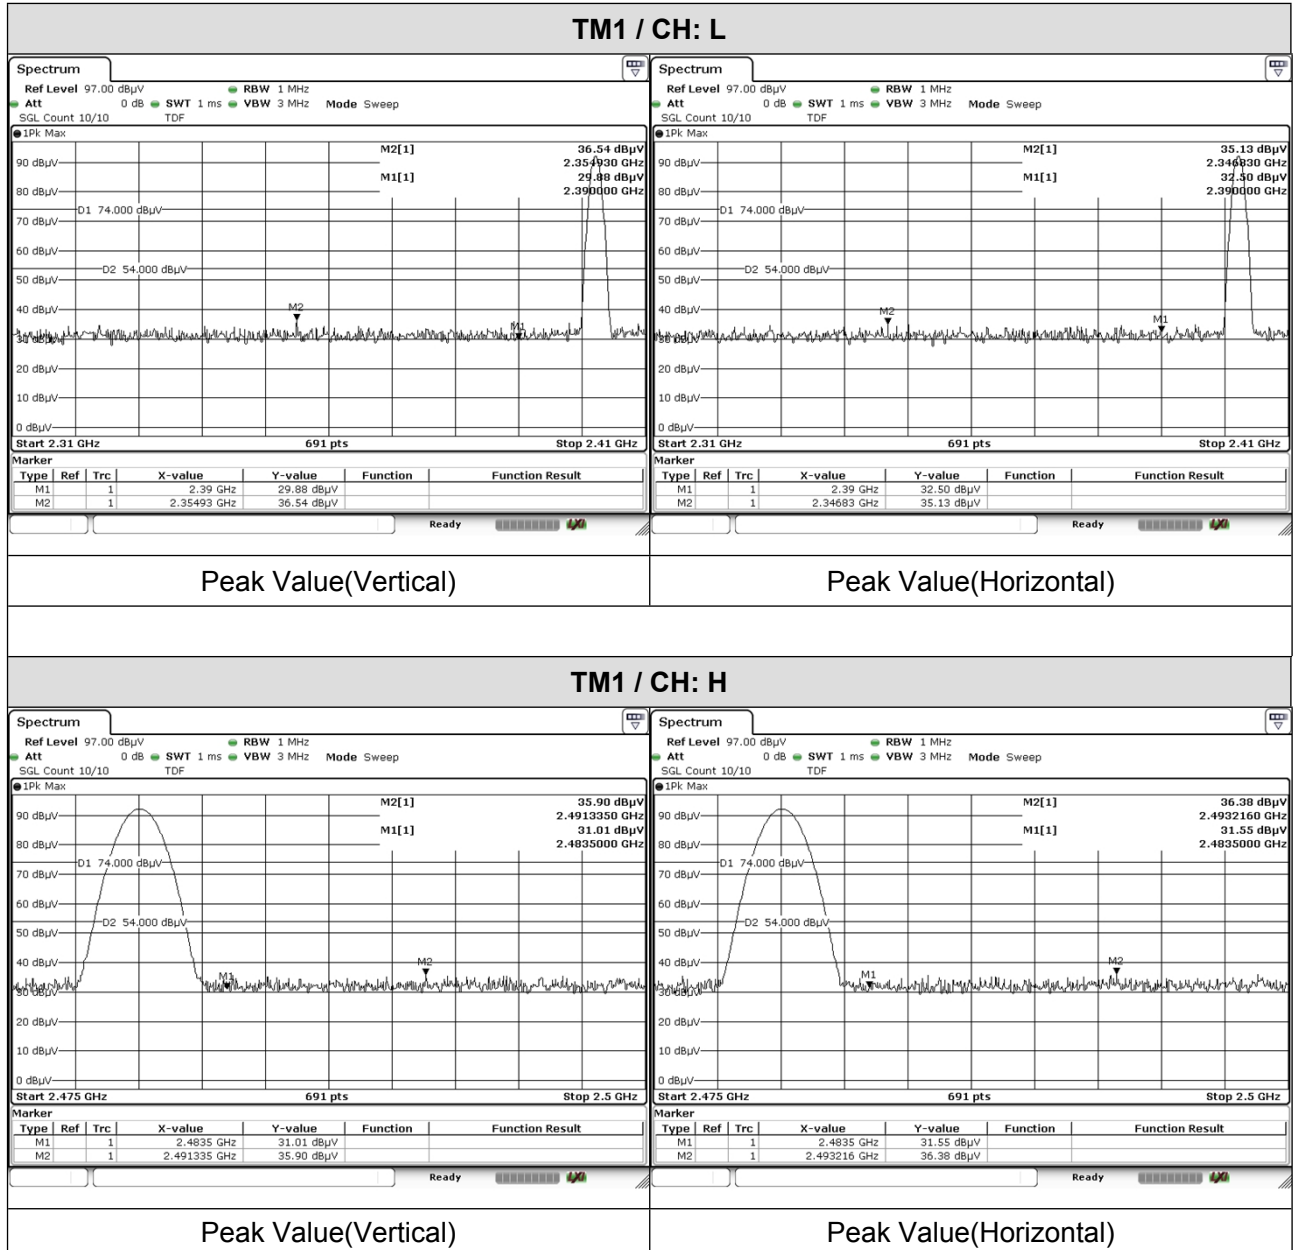 TM1 / CH: L
Spectrum
Ref Level 97.00 dBµV RBW 1 MHz
Att 0 dB SWT 1 ms VBW 3 MHz Mode Sweep
SGL Count 10/10 TDF
1Pk Max
M2[1] 36.54 dBµV
2.354930 GHz
M1[1] 29.88 dBµV
2.390000 GHz
90 dBµV
80 dBµV
D1 74.000 dBµV
70 dBµV
60 dBµV
D2 54.000 dBµV
50 dBµV
40 dBµV
M2
M1
30 dBµV
20 dBµV
10 dBµV
0 dBµV
Start 2.31 GHz 691 pts Stop 2.41 GHz
Marker
Type Ref Trc X-value Y-value Function Function Result
M1 1 2.39 GHz 29.88 dBµV
M2 1 2.35493 GHz 36.54 dBµV
Ready LXI
Peak Value(Vertical)
Spectrum
Ref Level 97.00 dBµV RBW 1 MHz
Att 0 dB SWT 1 ms VBW 3 MHz Mode Sweep
SGL Count 10/10 TDF
1Pk Max
M2[1] 35.13 dBµV
2.346830 GHz
M1[1] 32.50 dBµV
2.390000 GHz
90 dBµV
80 dBµV
D1 74.000 dBµV
70 dBµV
60 dBµV
D2 54.000 dBµV
50 dBµV
40 dBµV
M2
M1
30 dBµV
20 dBµV
10 dBµV
0 dBµV
Start 2.31 GHz 691 pts Stop 2.41 GHz
Marker
Type Ref Trc X-value Y-value Function Function Result
M1 1 2.39 GHz 32.50 dBµV
M2 1 2.34683 GHz 35.13 dBµV
Ready LXI
Peak Value(Horizontal)
TM1 / CH: H
Spectrum
Ref Level 97.00 dBµV RBW 1 MHz
Att 0 dB SWT 1 ms VBW 3 MHz Mode Sweep
SGL Count 10/10 TDF
1Pk Max
M2[1] 35.90 dBµV
2.4913350 GHz
M1[1] 31.01 dBµV
2.4835000 GHz
90 dBµV
80 dBµV
D1 74.000 dBµV
70 dBµV
60 dBµV
D2 54.000 dBµV
50 dBµV
40 dBµV
M2
M1
30 dBµV
20 dBµV
10 dBµV
0 dBµV
Start 2.475 GHz 691 pts Stop 2.5 GHz
Marker
Type Ref Trc X-value Y-value Function Function Result
M1 1 2.4835 GHz 31.01 dBµV
M2 1 2.491335 GHz 35.90 dBµV
Ready LXI
Peak Value(Vertical)
Spectrum
Ref Level 97.00 dBµV RBW 1 MHz
Att 0 dB SWT 1 ms VBW 3 MHz Mode Sweep
SGL Count 10/10 TDF
1Pk Max
M2[1] 36.38 dBµV
2.4932160 GHz
M1[1] 31.55 dBµV
2.4835000 GHz
90 dBµV
80 dBµV
D1 74.000 dBµV
70 dBµV
60 dBµV
D2 54.000 dBµV
50 dBµV
40 dBµV
M2
M1
30 dBµV
20 dBµV
10 dBµV
0 dBµV
Start 2.475 GHz 691 pts Stop 2.5 GHz
Marker
Type Ref Trc X-value Y-value Function Function Result
M1 1 2.4835 GHz 31.55 dBµV
M2 1 2.493216 GHz 36.38 dBµV
Ready LXI
Peak Value(Horizontal)